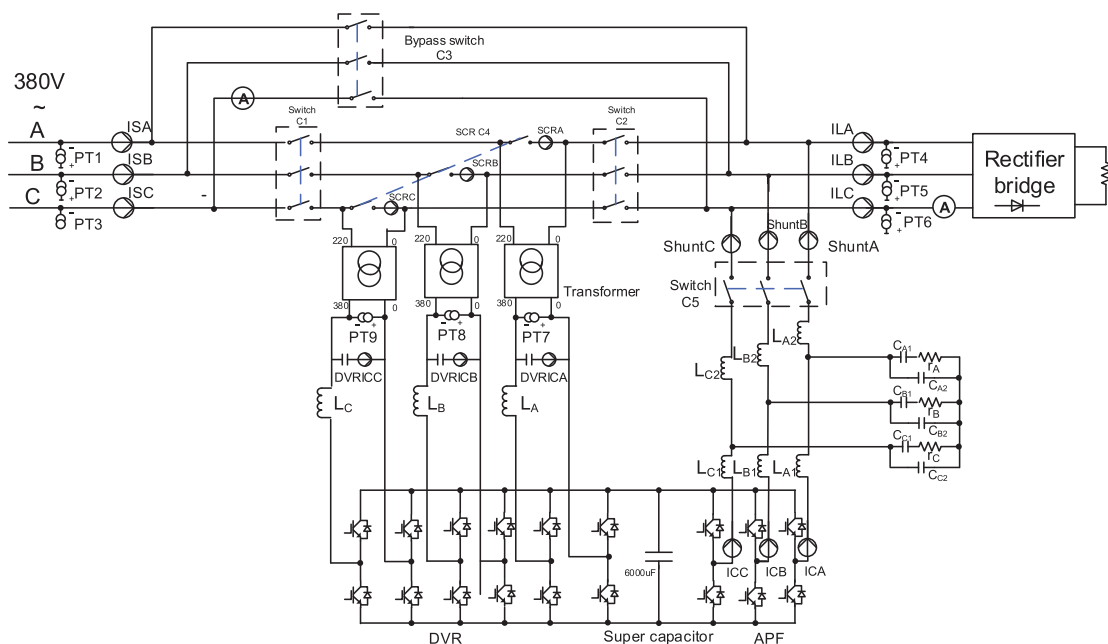 Bypass switch
C3
380V
~
A
B
C
ISA
ISB
ISC
PT1
PT2
PT3
A
Switch
C1
SCR C4
SCRA
SCRB
SCRC
Switch
C2
ILA
ILB
ILC
PT4
PT5
PT6
A
Rectifier
bridge
ShuntC
ShuntB
ShuntA
Switch
C5
220 0
220 0
220 0
Transformer
380 0
380 0
380 0
PT9
PT8
PT7
DVRICC
DVRICB
DVRICA
LC
LB
LA
LC2
LB2
LA2
CA1
rA
CA2
CB1
rB
CB2
CC1
rC
CC2
LC1
LB1
LA1
6000uF
ICC
ICB
ICA
DVR
Super capacitor
APF